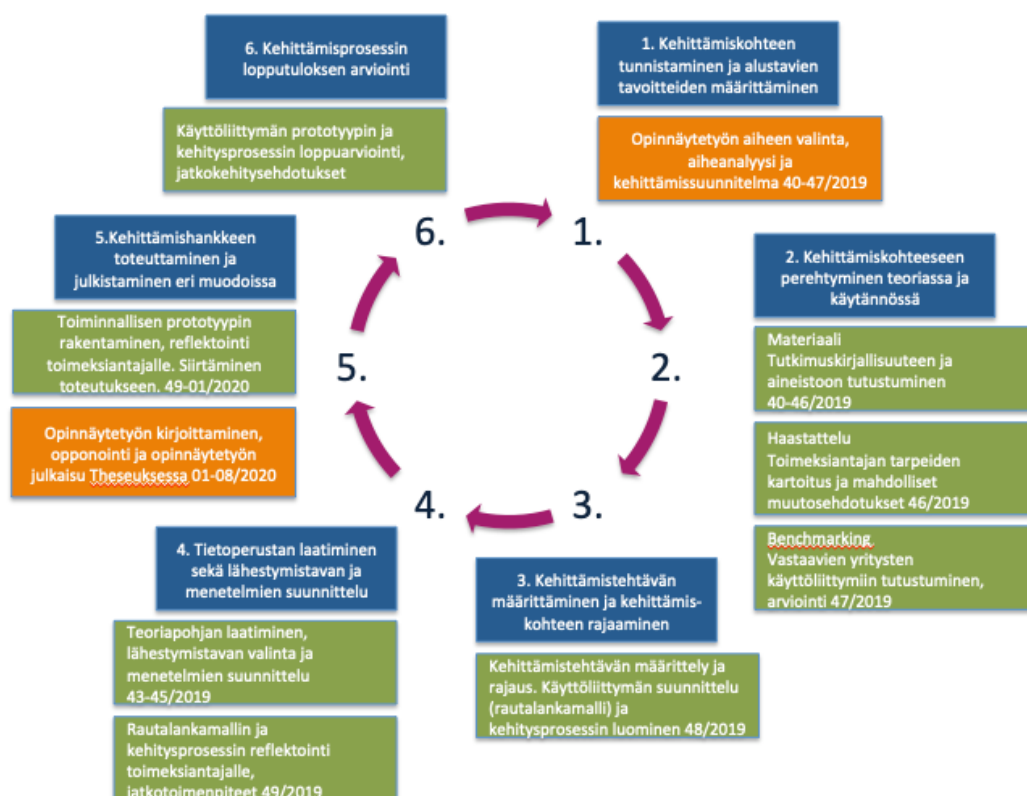 6. Kehittämisprosessin
lopputuloksen arviointi
Käyttöliittymän prototyypin ja
kehitysprosessin loppuarviointi,
jatkokehitysehdotukset
1. Kehittämiskohteen
tunnistaminen ja alustavien
tavoitteiden määrittäminen
Opinnäytetyön aiheen valinta,
aiheanalyysi ja
kehittämissuunnitelma 40-47/2019
6.
1.
5.Kehittämishankkeen
toteuttaminen ja
julkistaminen eri muodoissa
Toiminnallisen prototyypin
rakentaminen, reflektointi
toimeksiantajalle. Siirtäminen
toteutukseen. 49-01/2020
Opinnäytetyön kirjoittaminen,
opponointi ja opinnäytetyön
julkaisu Theseuksessa 01-08/2020
5.
2.
2. Kehittämiskohteeseen
perehtyminen teoriassa ja
käytännössä
Materiaali
Tutkimuskirjallisuuteen ja
aineistoon tutustuminen
40-46/2019
Haastattelu
Toimeksiantajan tarpeiden
kartoitus ja mahdolliset
muutosehdotukset 46/2019
Benchmarking
Vastaavien yritysten
käyttöliittymiin tutustuminen,
arviointi 47/2019
4.
3.
4. Tietoperustan laatiminen
sekä lähestymistavan ja
menetelmien suunnittelu
Teoriapohjan laatiminen,
lähestymistavan valinta ja
menetelmien suunnittelu
43-45/2019
Rautalankamallin ja
kehitysprosessin reflektointi
toimeksiantajalle,
jatkotoimenpiteet 49/2019
3. Kehittämistehtävän
määrittäminen ja kehittämis-
kohteen rajaaminen
Kehittämistehtävän määrittely ja
rajaus. Käyttöliittymän suunnittelu
(rautalankamalli) ja
kehitysprosessin luominen 48/2019